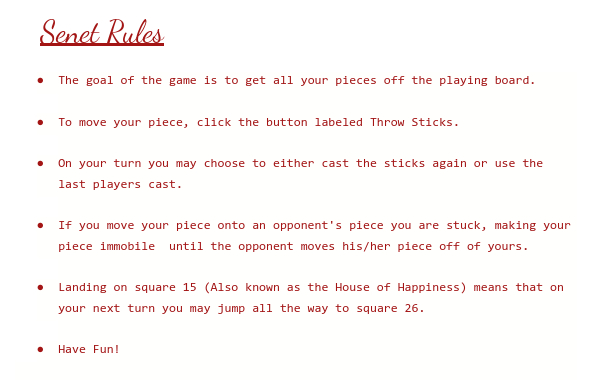 Senet Rules
● The goal of the game is to get all your pieces off the playing board.
● To move your piece, click the button labeled Throw Sticks.
● On your turn you may choose to either cast the sticks again or use the
last players cast.
● If you move your piece onto an opponent's piece you are stuck, making your
piece immobile  until the opponent moves his/her piece off of yours.
● Landing on square 15 (Also known as the House of Happiness) means that on
your next turn you may jump all the way to square 26.
● Have Fun!